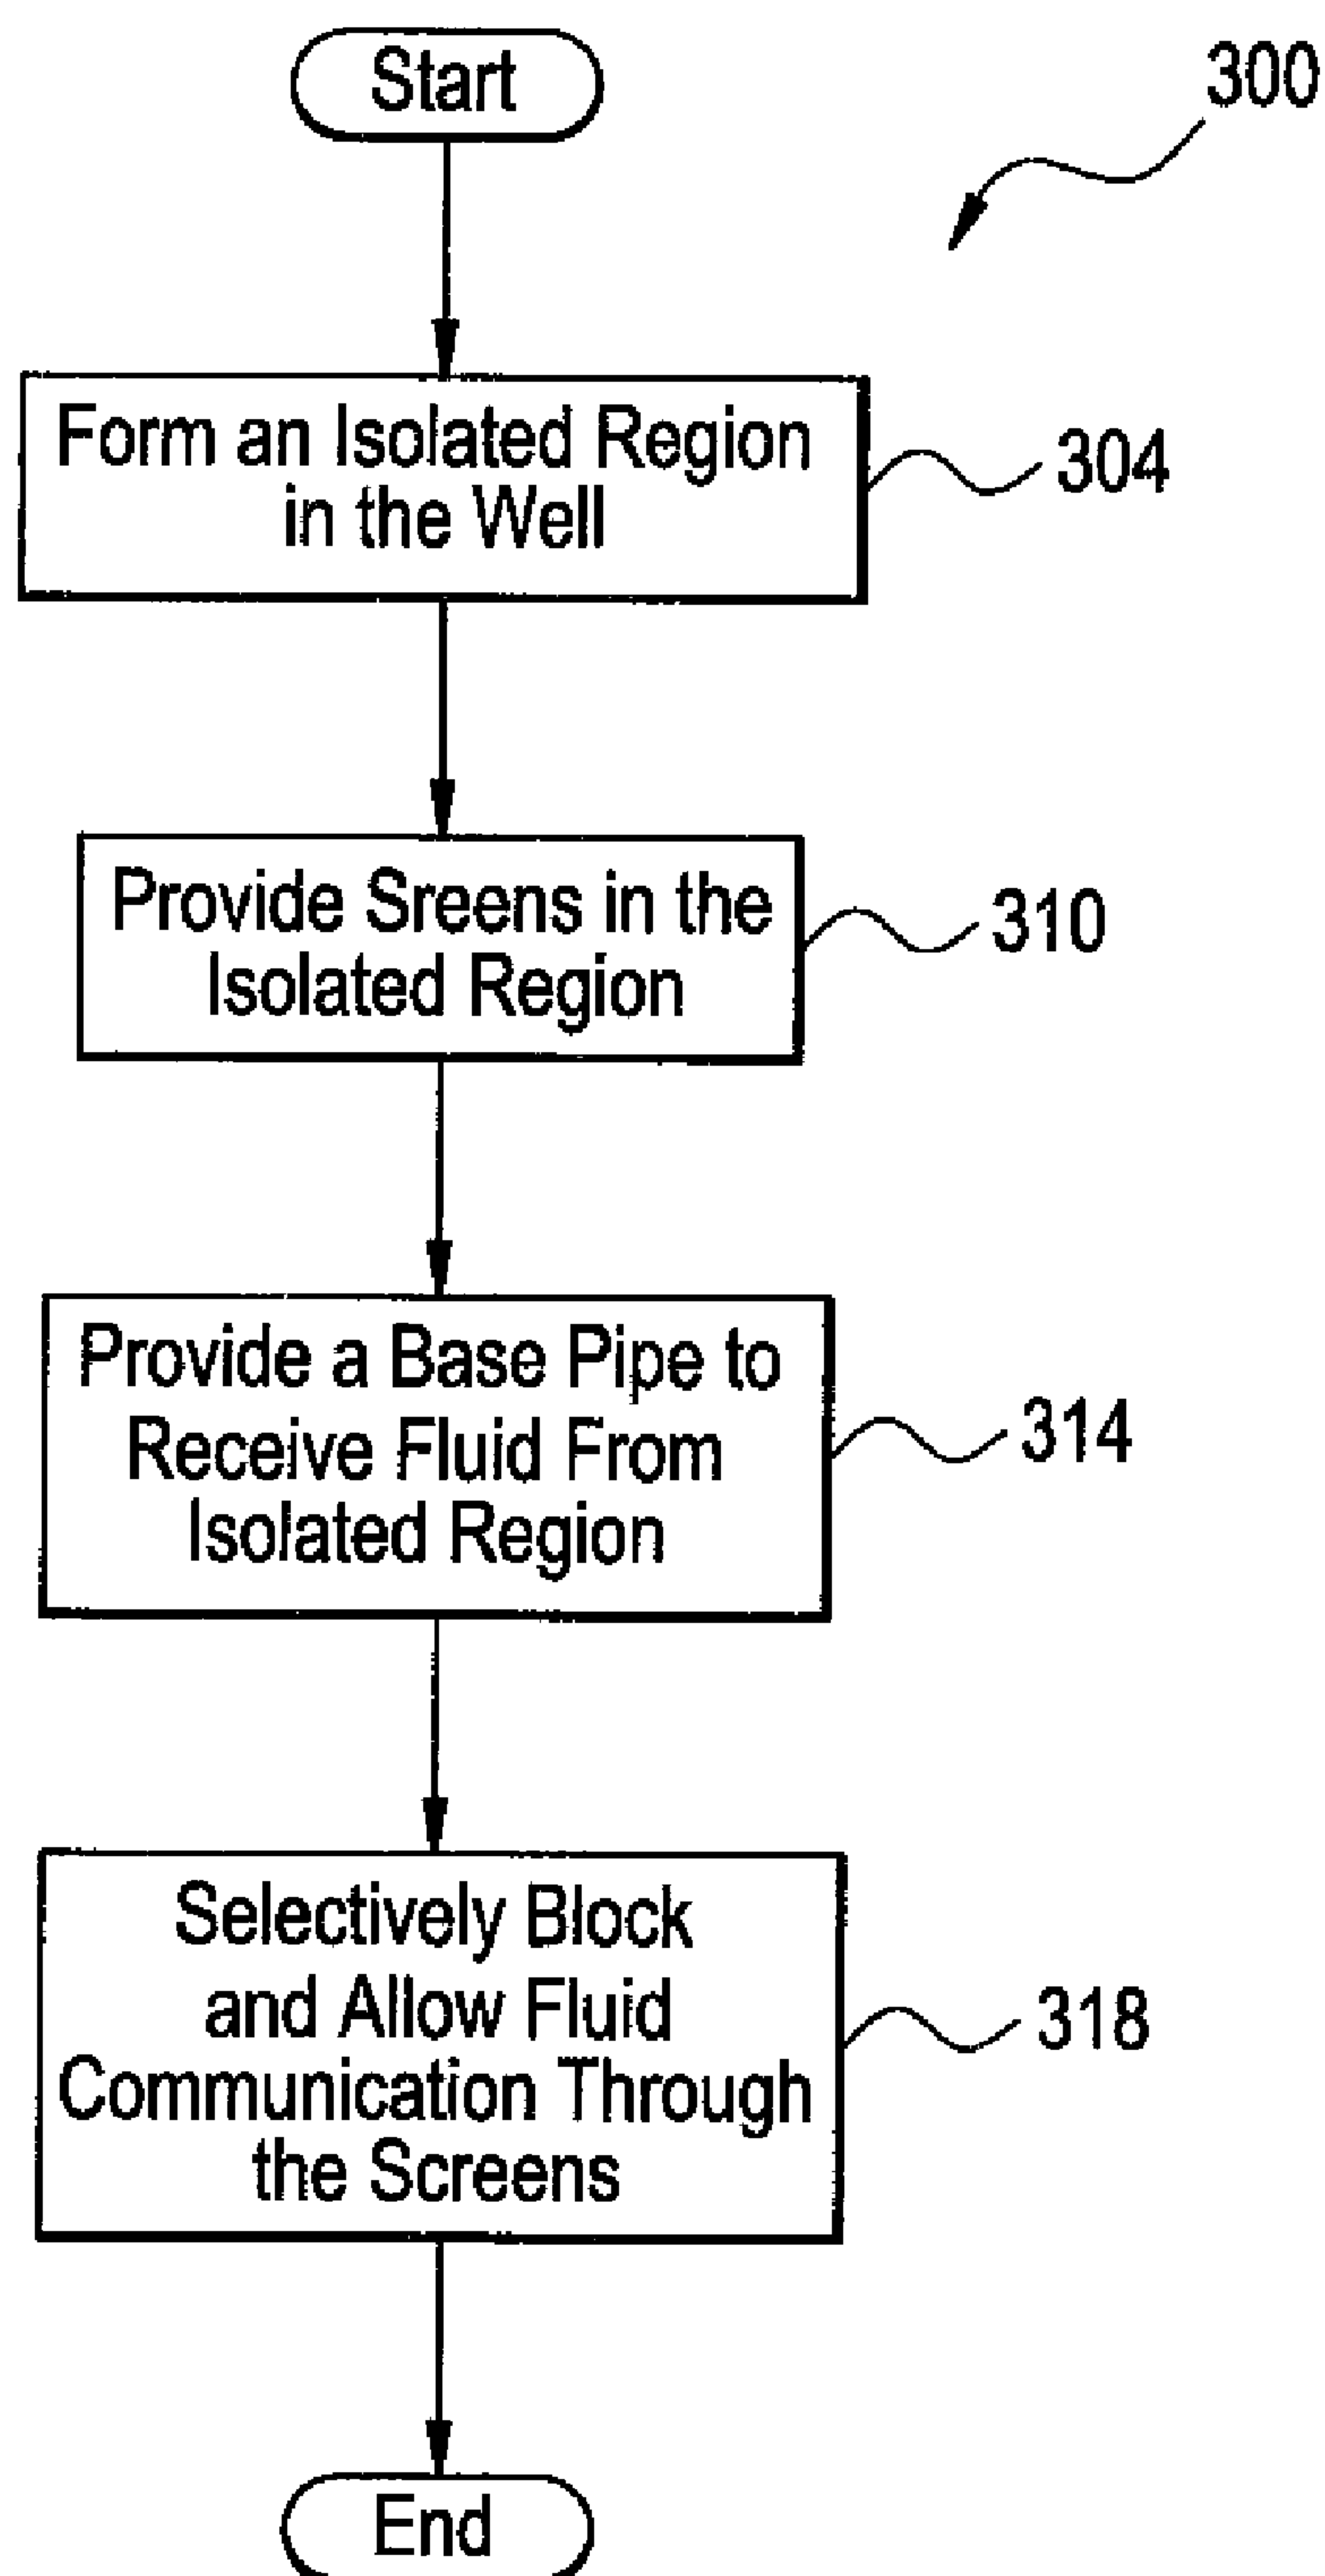 Start
300
Form an Isolated Region
in the Well
304
Provide Sreens in the
Isolated Region
310
Provide a Base Pipe to
Receive Fluid From
Isolated Region
314
Selectively Block
and Allow Fluid
Communication Through
the Screens
318
End